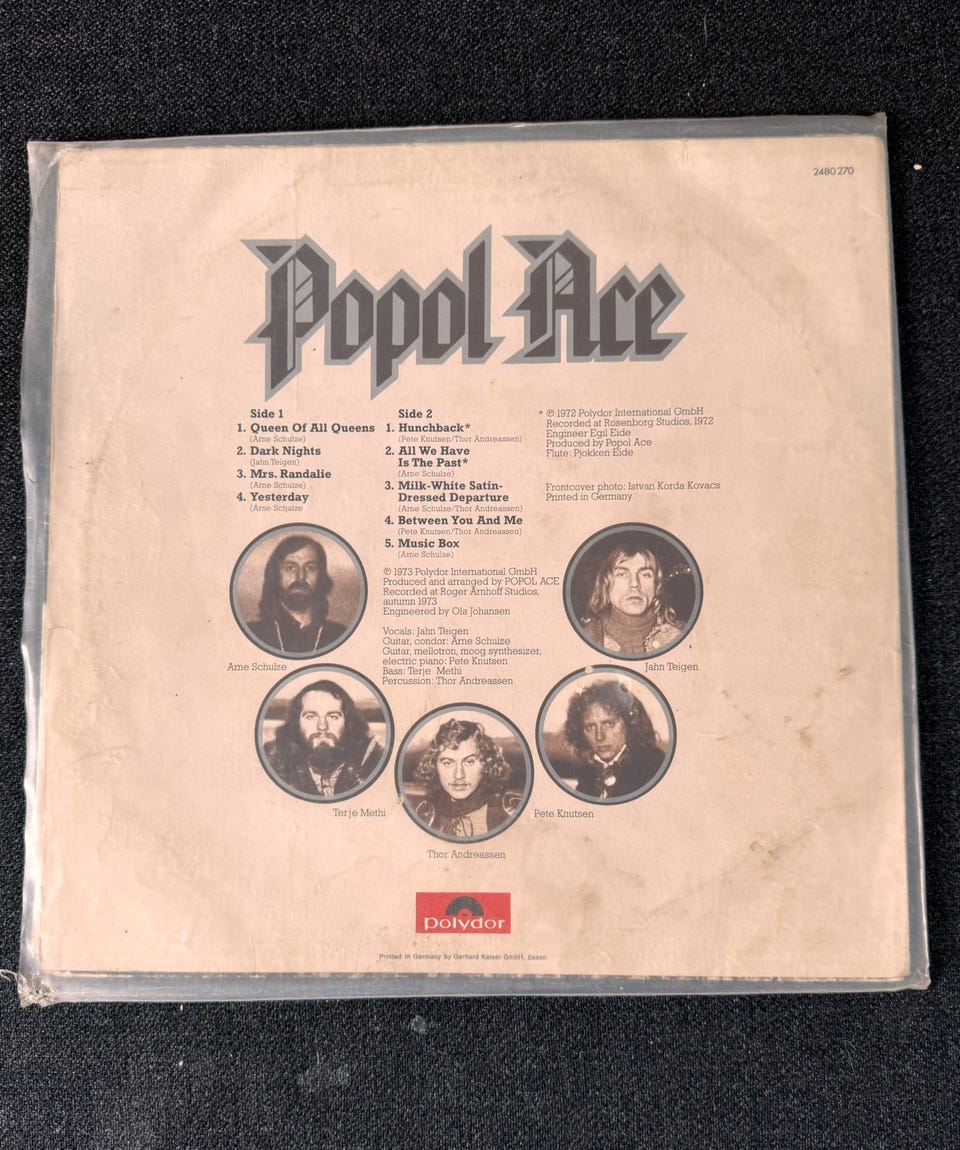 2480 270
Popol Ace
Side 1
1. Queen Of All Queens
(Arne Schulze)
2. Dark Nights
(Jahn Teigen)
3. Mrs. Randalie
(Arne Schulze)
4. Yesterday
(Arne Schulze
Side 2
1. Hunchback*
(Pete Knutsen/Thor Andreassen)
2. All We Have
Is The Past*
(Arne Schulze)
3. Milk-White Satin-
Dressed Departure
(Arne Schulze/Thor Andreassen)
4. Between You And Me
(Pete Knutsen/Thor Andreassen)
5. Music Box
(Arne Schulze)
* ℗ 1972 Polydor International GmbH
Recorded at Rosenborg Studios, 1972
Engineer Egil Eide
Produced by Popol Ace
Flute: Pjokken Eide
Frontcover photo: Istvan Korda Kovacs
Printed in Germany
℗ 1973 Polydor International GmbH
Produced and arranged by POPOL ACE
Recorded at Roger Arnhoff Studios,
autumn 1973
Engineered by Ola Johansen
Vocals: Jahn Teigen
Guitar, condor: Arne Schulze
Guitar, mellotron, moog synthesizer,
electric piano: Pete Knutsen
Bass: Terje Methi
Percussion: Thor Andreassen
Arne Schulze
Jahn Teigen
Terje Methi
Pete Knutsen
Thor Andreassen
polydor
Printed in Germany by Gerhard Kaiser GmbH, Essen